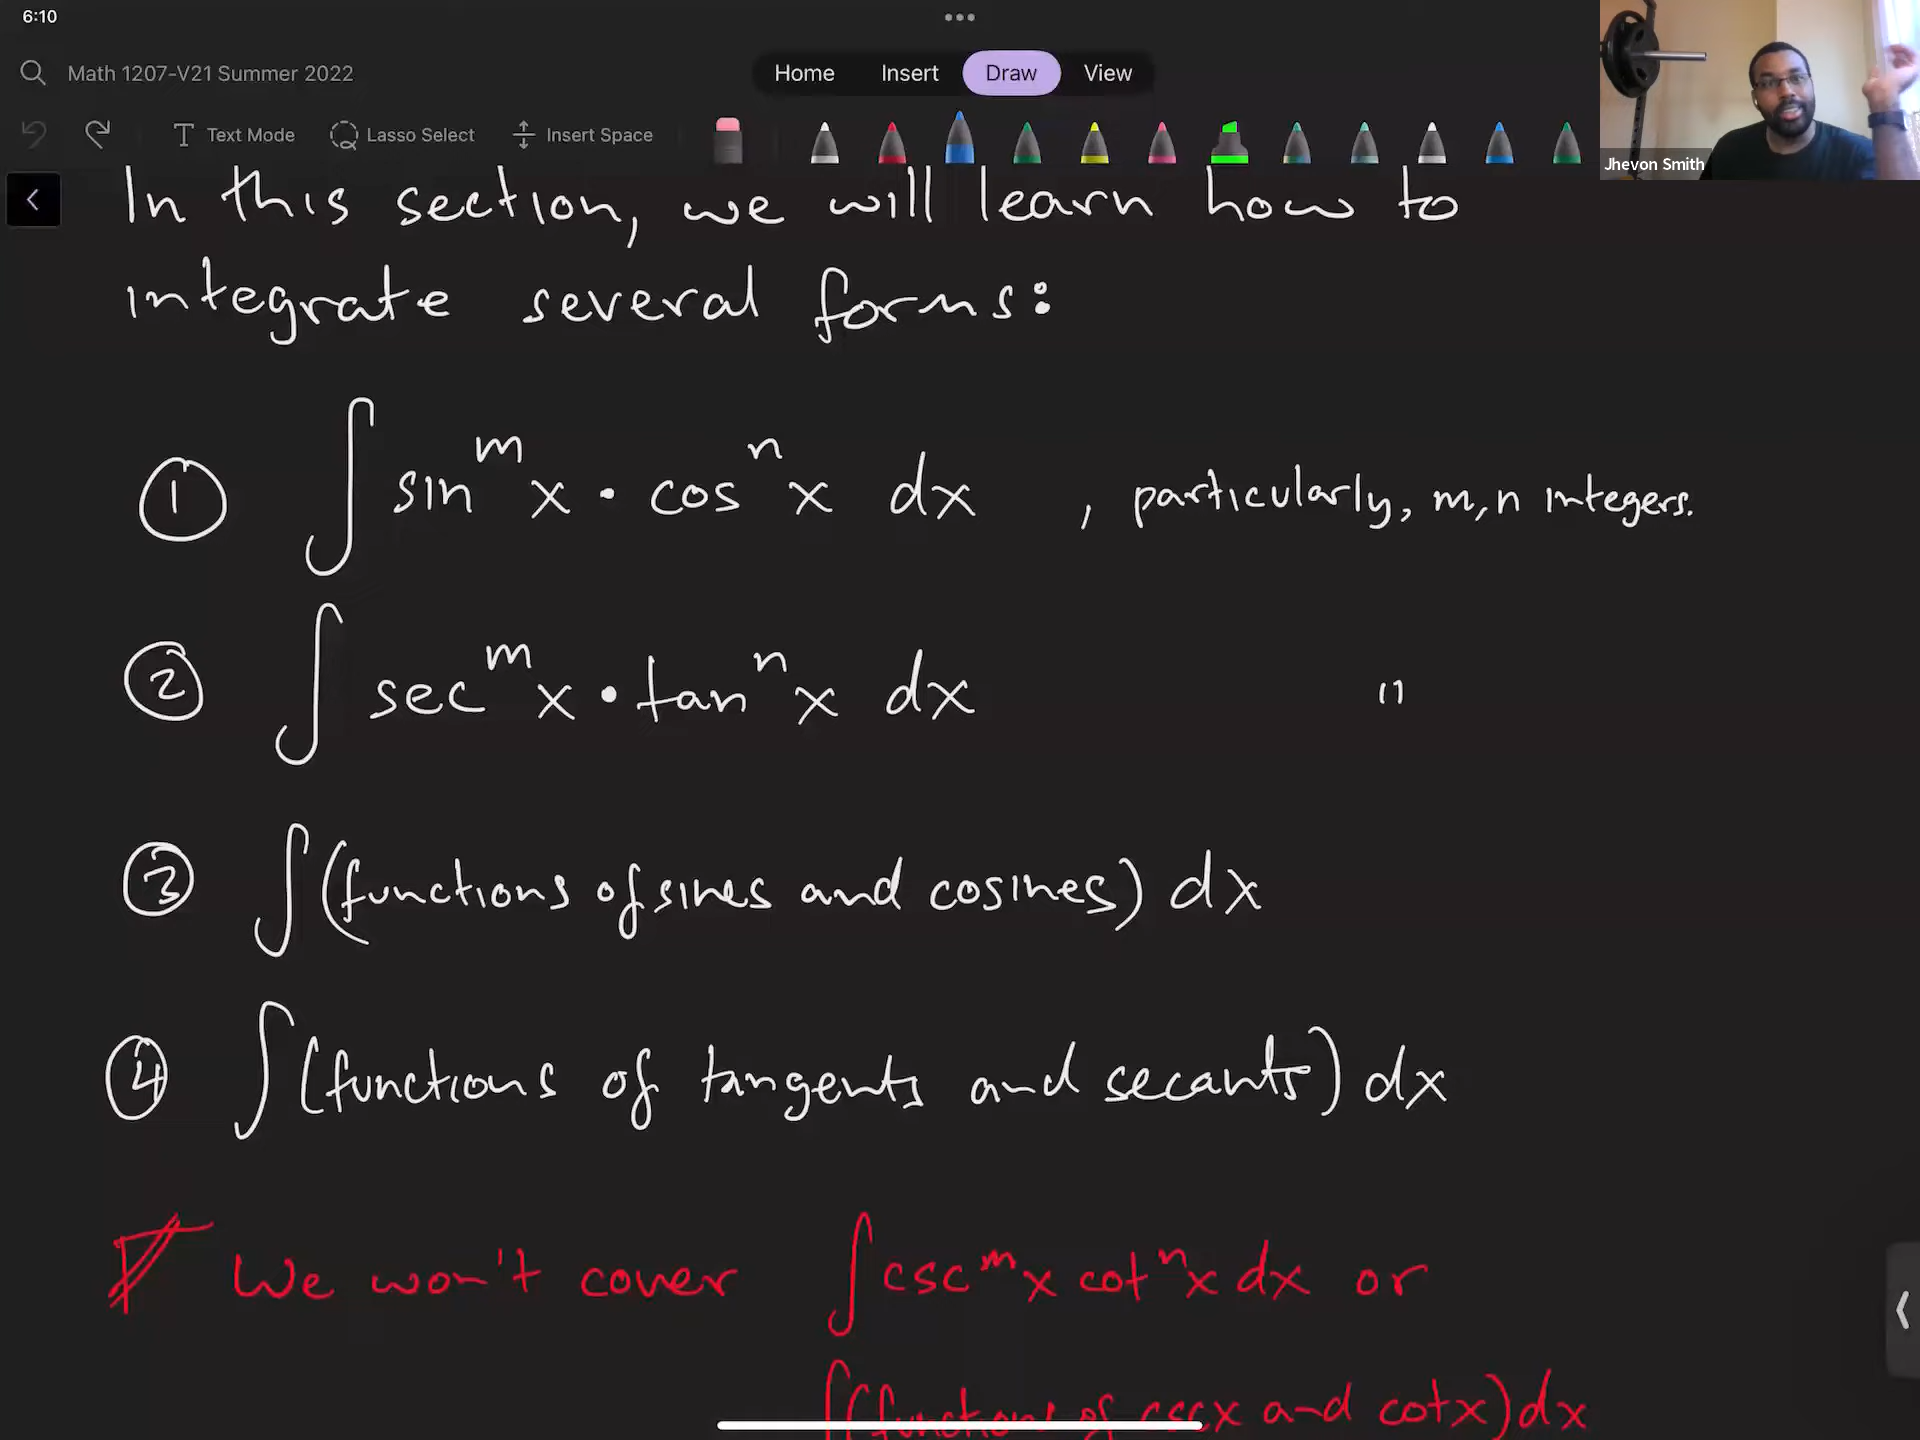 6:10
Math 1207-V21 Summer 2022
Home Insert Draw View
Text Mode Lasso Select Insert Space
Jhevon Smith
In this section, we will learn how to
integrate several forms:
① ∫ sin^m x · cos^n x dx , particularly, m,n integers.
② ∫ sec^m x · tan^n x dx "
③ ∫(functions of sines and cosines) dx
④ ∫(functions of tangents and secants) dx
We won't cover ∫ csc^m x cot^n x dx or
∫(functions of cscx and cotx) dx